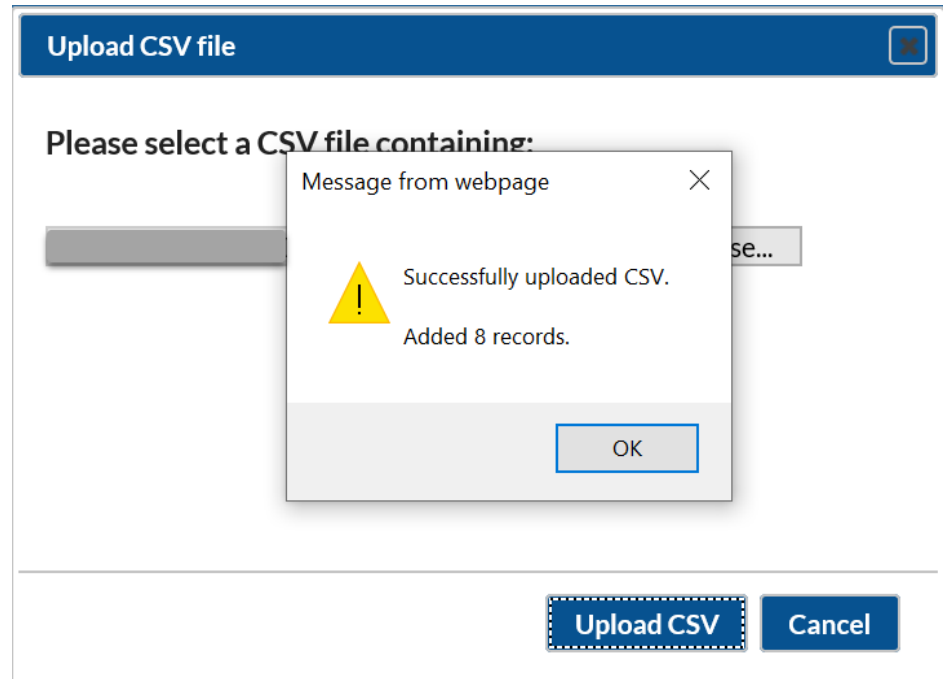 Upload CSV file
Please select a CSV file containing:
Message from webpage
se...
Successfully uploaded CSV.
Added 8 records.
OK
Upload CSV
Cancel